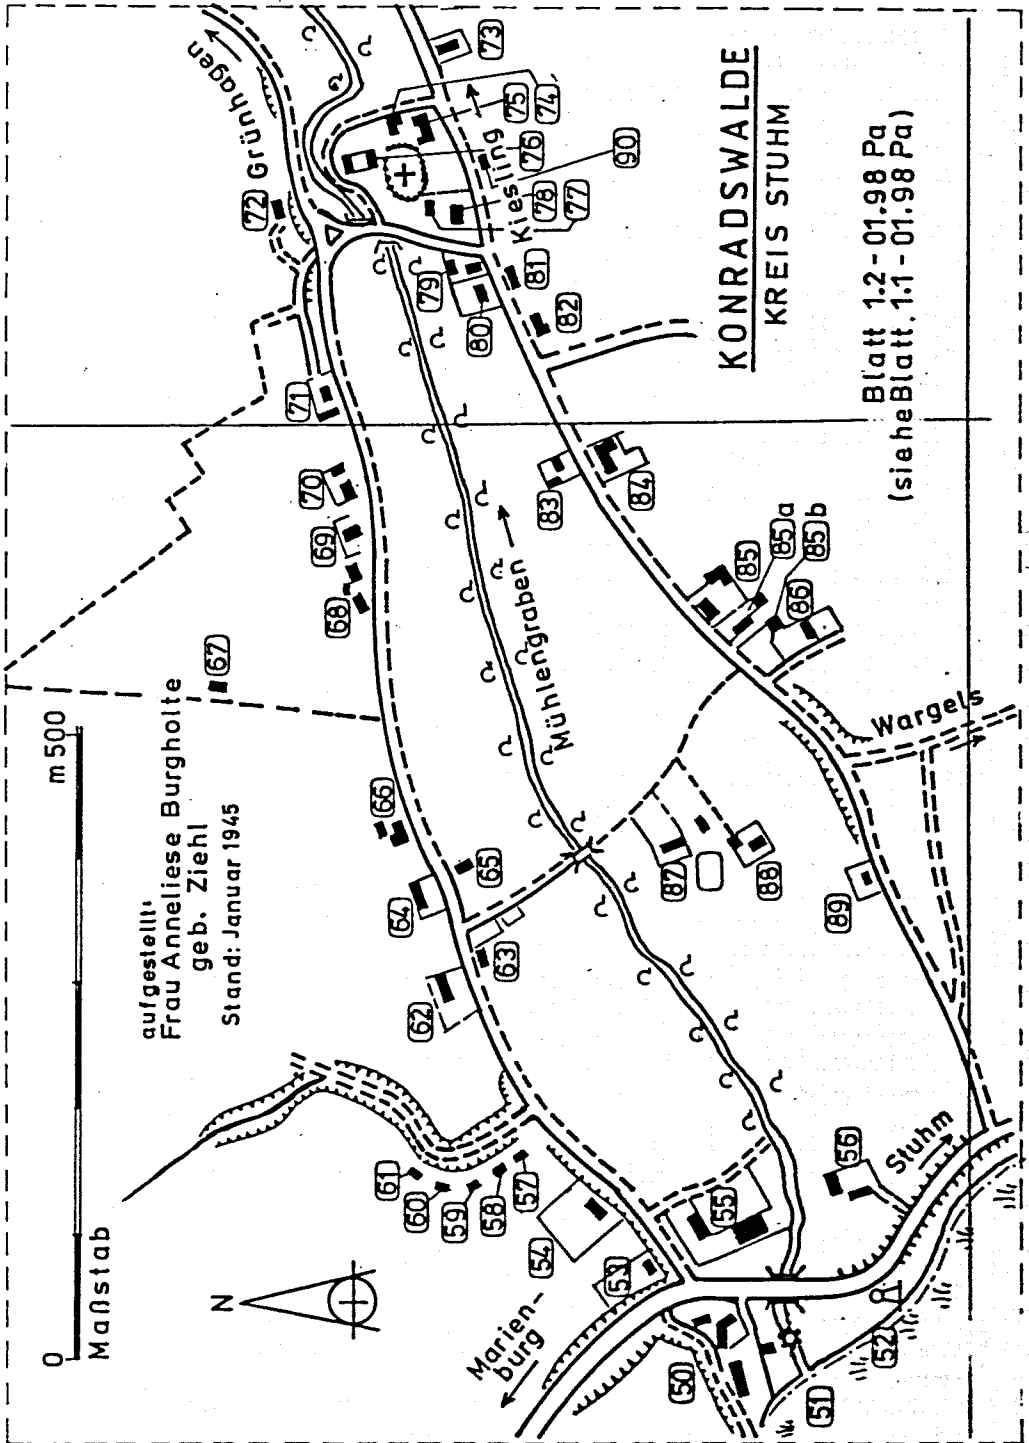 0
m 500
Maßstab
aufgestellt:
Frau Anneliese Burgholte
geb. Ziehl
Stand: Januar 1945
N
Grünhagen
Marien-
burg
Mühlengraben
Kiesling
Wargels
Stuhm
KONRADSWALDE
KREIS STUHM
Blatt 1.2-01.98 Pa
(siehe Blatt.1.1-01.98 Pa)
50
51
52
53
54
55
56
57
58
59
60
61
62
63
64
65
66
67
68
69
70
71
72
73
74
75
76
77
78
79
80
81
82
83
84
85
85a
85b
86
87
88
89
90